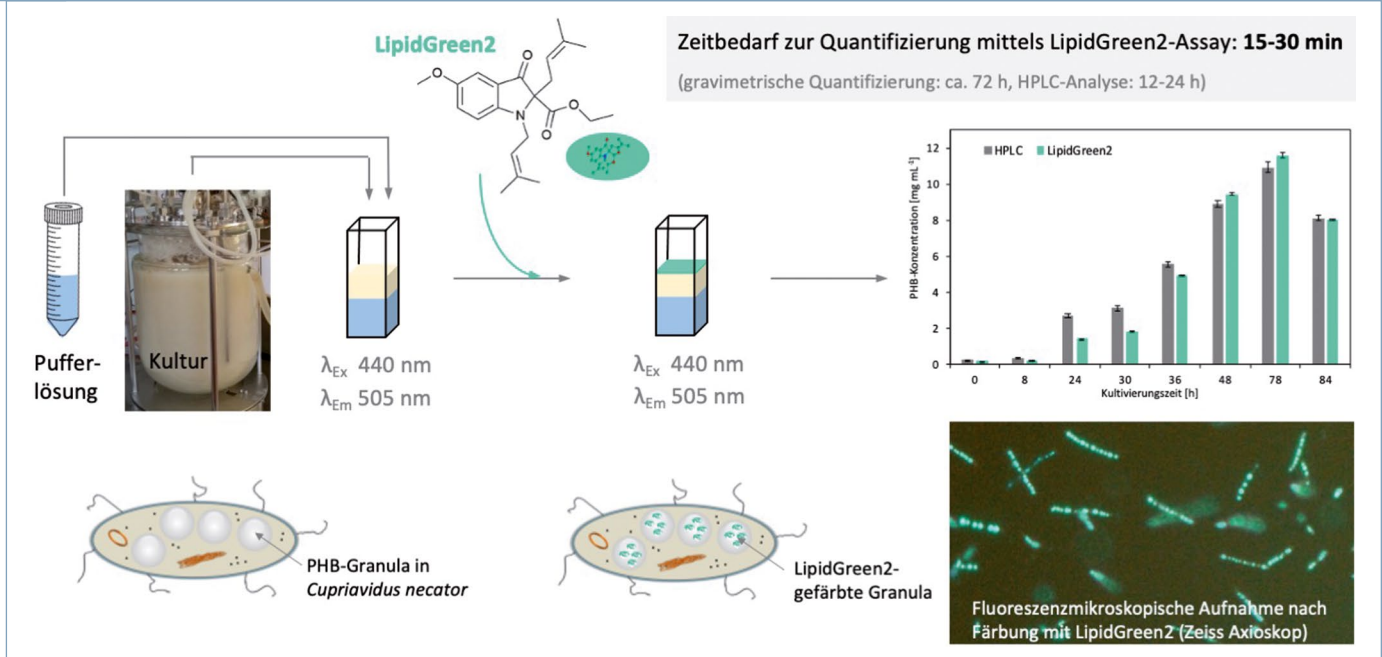 LipidGreen2
O
O
O
O
N
Zeitbedarf zur Quantifizierung mittels LipidGreen2-Assay: 15-30 min
(gravimetrische Quantifizierung: ca. 72 h, HPLC-Analyse: 12-24 h)
Puffer-
lösung
Kultur
λEx 440 nm
λEm 505 nm
λEx 440 nm
λEm 505 nm
HPLC LipidGreen2
PHB-Konzentration [mg mL-1]
12
10
8
6
4
2
0
0 8 24 30 36 48 78 84
Kultivierungszeit [h]
PHB-Granula in
Cupriavidus necator
LipidGreen2-
gefärbte Granula
Fluoreszenzmikroskopische Aufnahme nach
Färbung mit LipidGreen2 (Zeiss Axioskop)